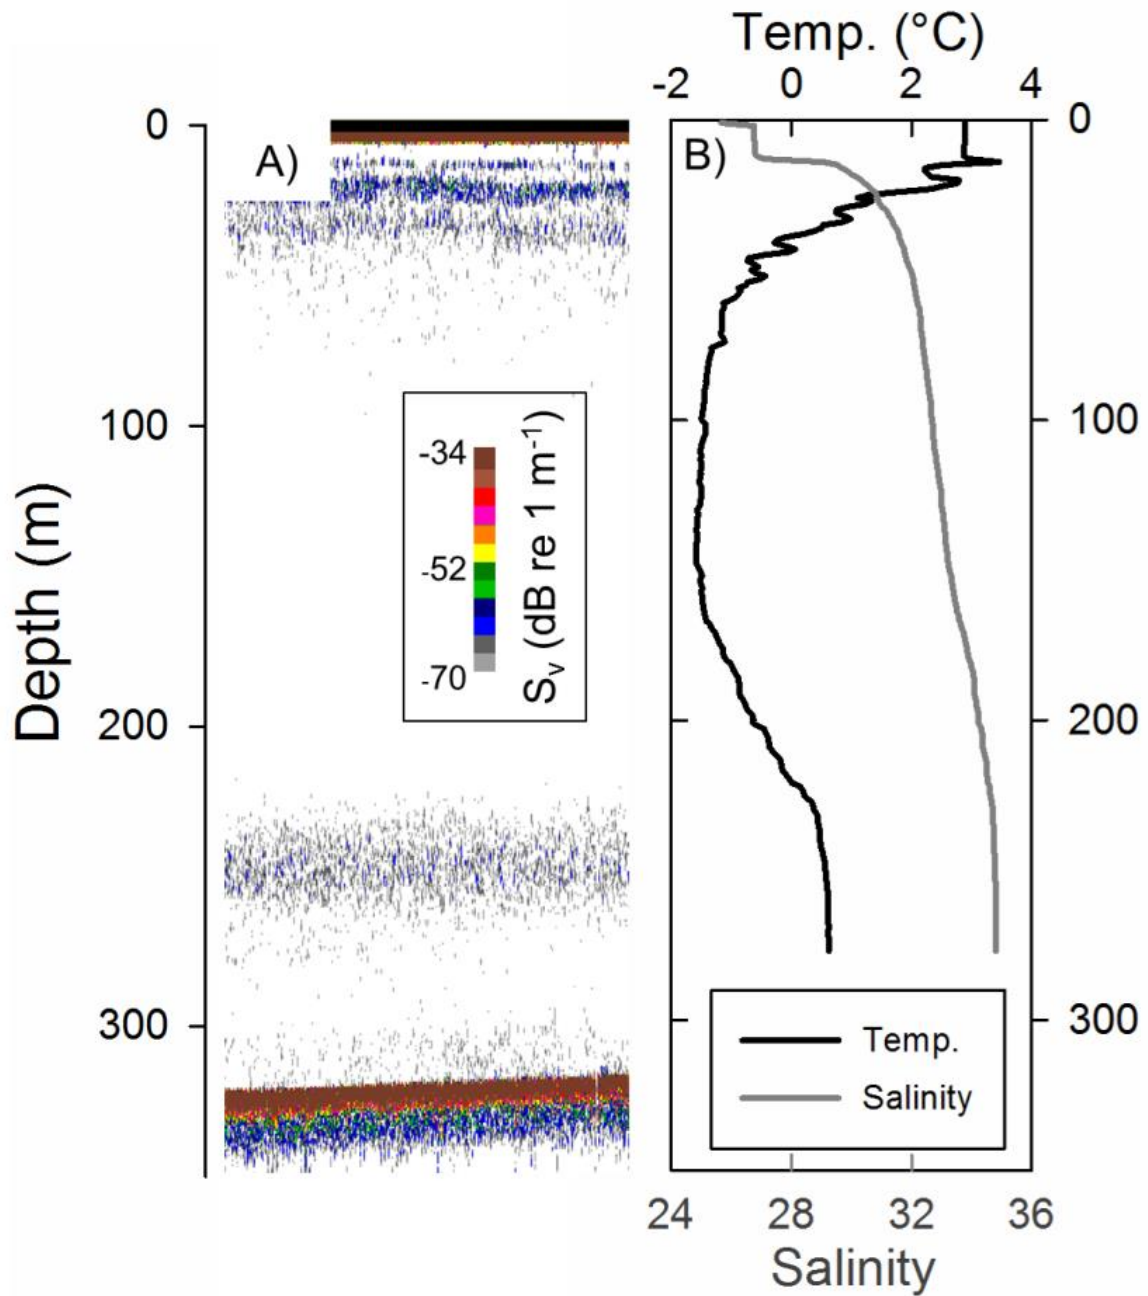 Temp. (°C)
-2 0 2 4
0 A) B) 0
100 100
-34
-52
-70
Sv (dB re 1 m-1)
Depth (m)
200 200
300 300
Temp.
Salinity
24 28 32 36
Salinity